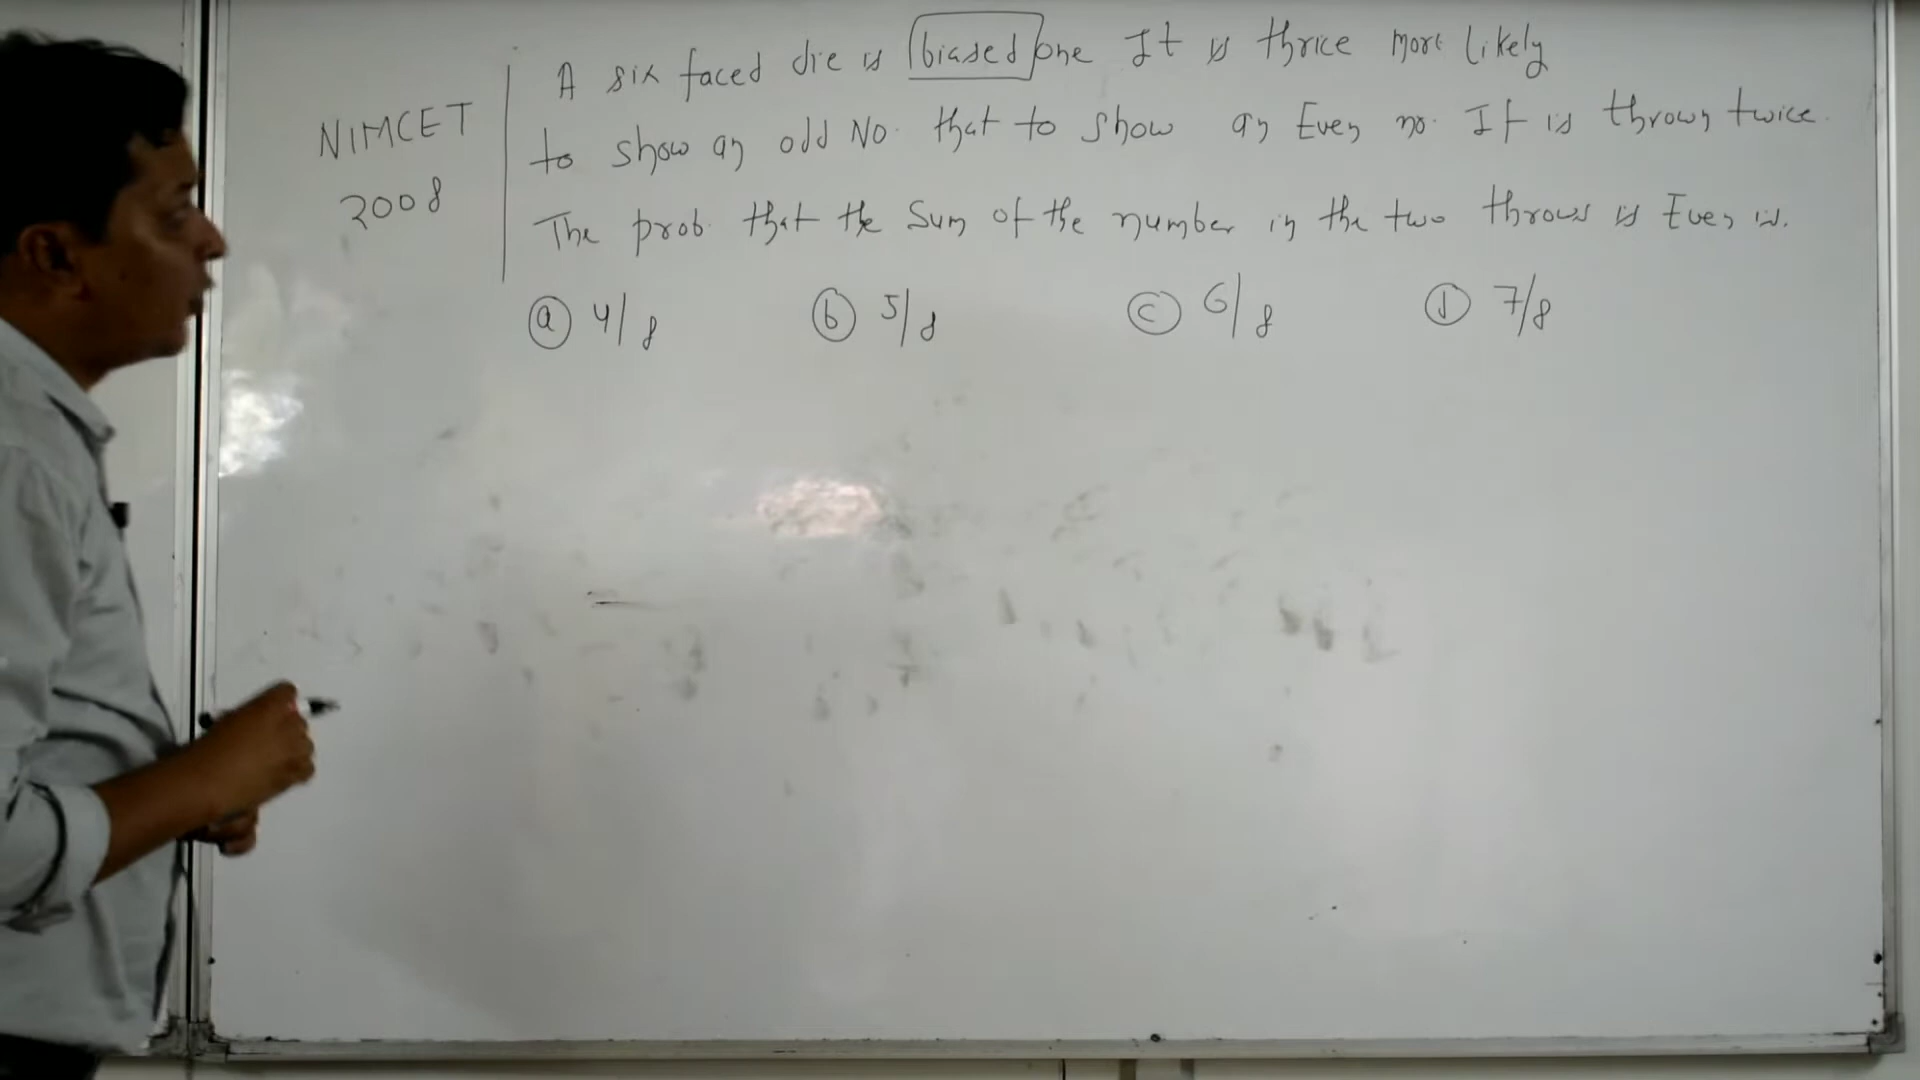 NIMCET
2008
A six faced die is biased one It is thrice more likely
to show an odd No. that to show an Even no. It is thrown twice.
The prob. that the sum of the number in the two throws is Even is.
(a) 4/8 (b) 5/8 (c) 6/8 (d) 7/8